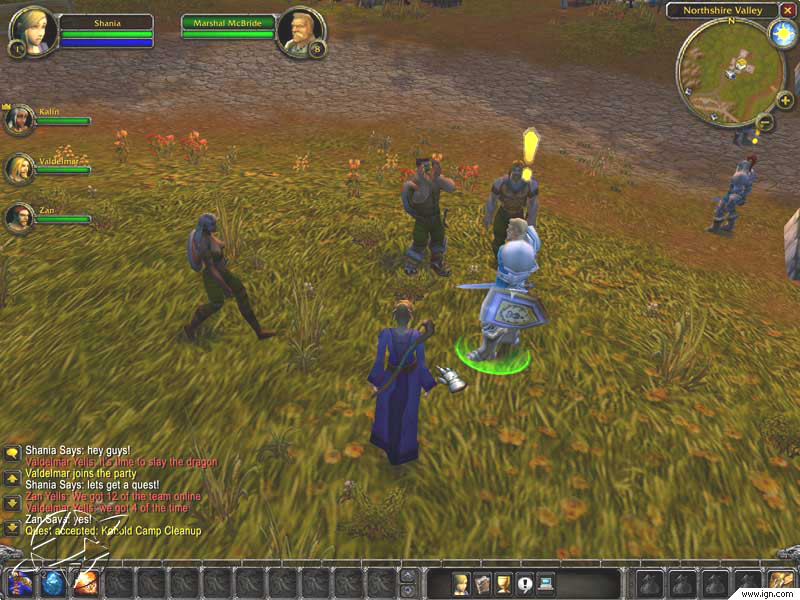 Shania
1
Marshal McBride
8
Northshire Valley
N
Kalin
Valdelmar
Zan
Shania Says: hey guys!
Valdelmar Yells: It's time to slay the dragon
Valdelmar joins the party
Shania Says: lets get a quest!
Zan Yells: We got 12 of the team online
Valdelmar Yells: we got 4 of the time
Zan Says: yes!
Quest accepted: Kobold Camp Cleanup
www.ign.com